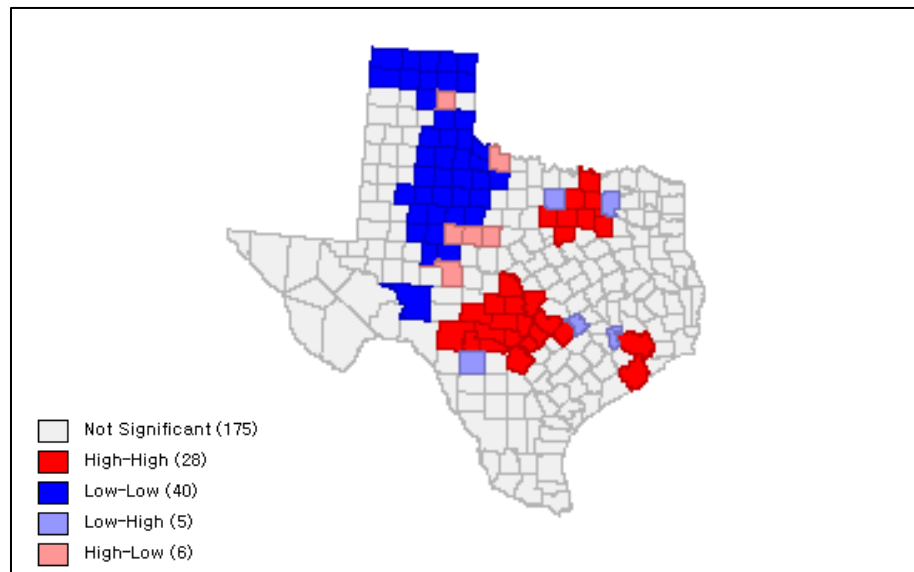 Not Significant (175)
High-High (28)
Low-Low (40)
Low-High (5)
High-Low (6)